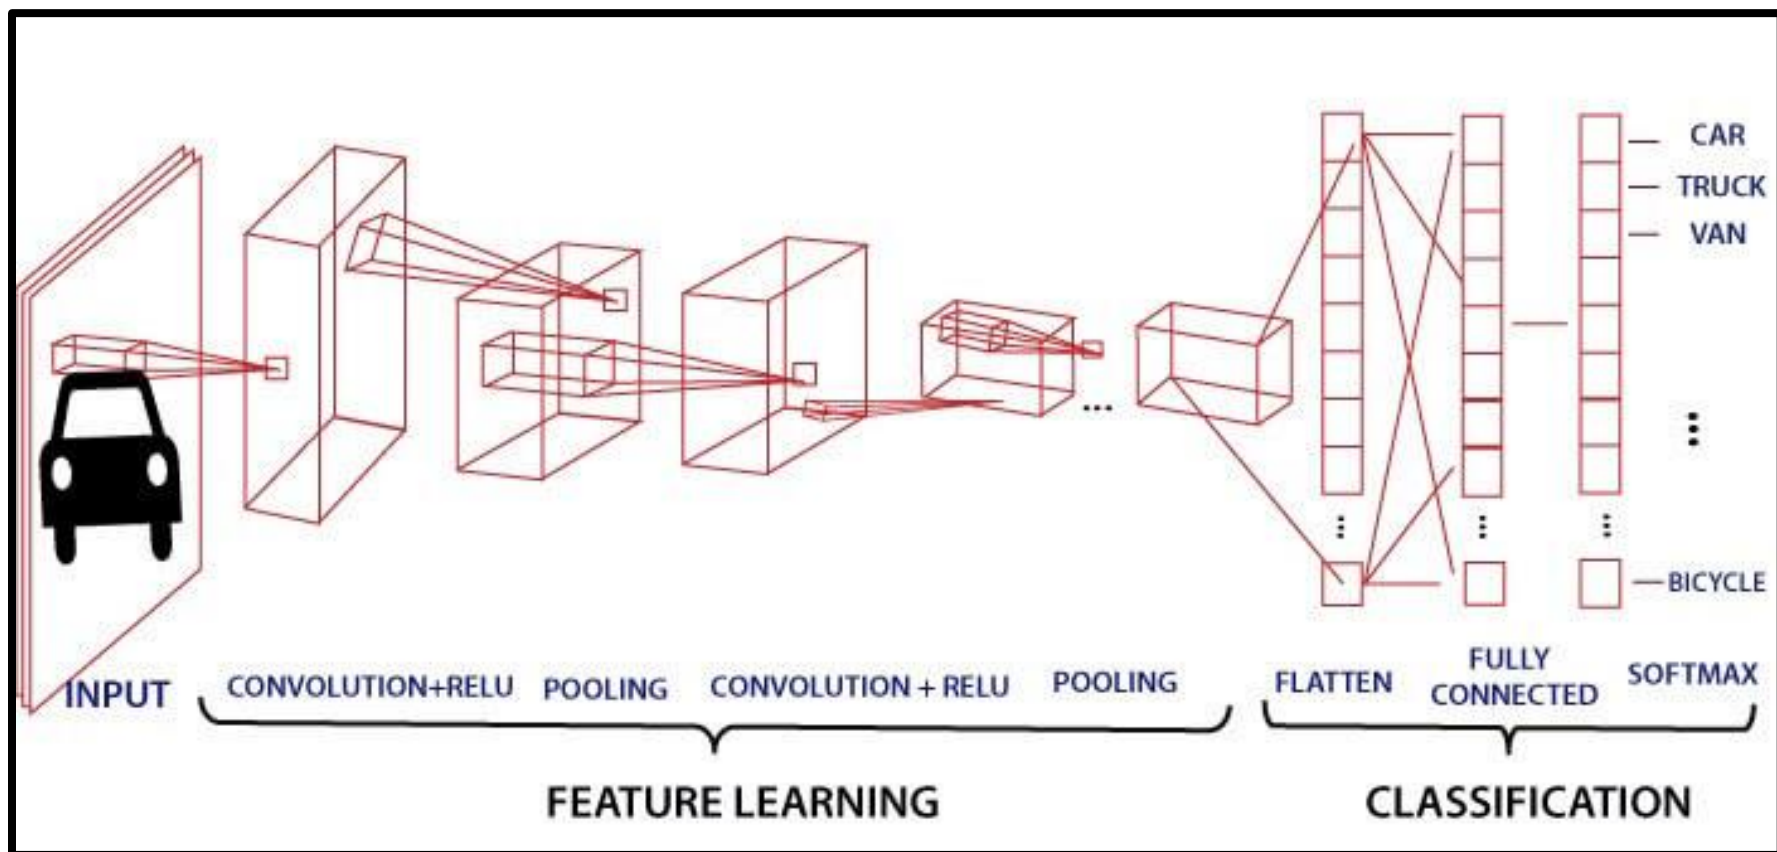 CAR
TRUCK
VAN
...
...
...
...
...
BICYCLE
INPUT
CONVOLUTION+RELU
POOLING
CONVOLUTION + RELU
POOLING
FLATTEN
FULLY
CONNECTED
SOFTMAX
FEATURE LEARNING
CLASSIFICATION